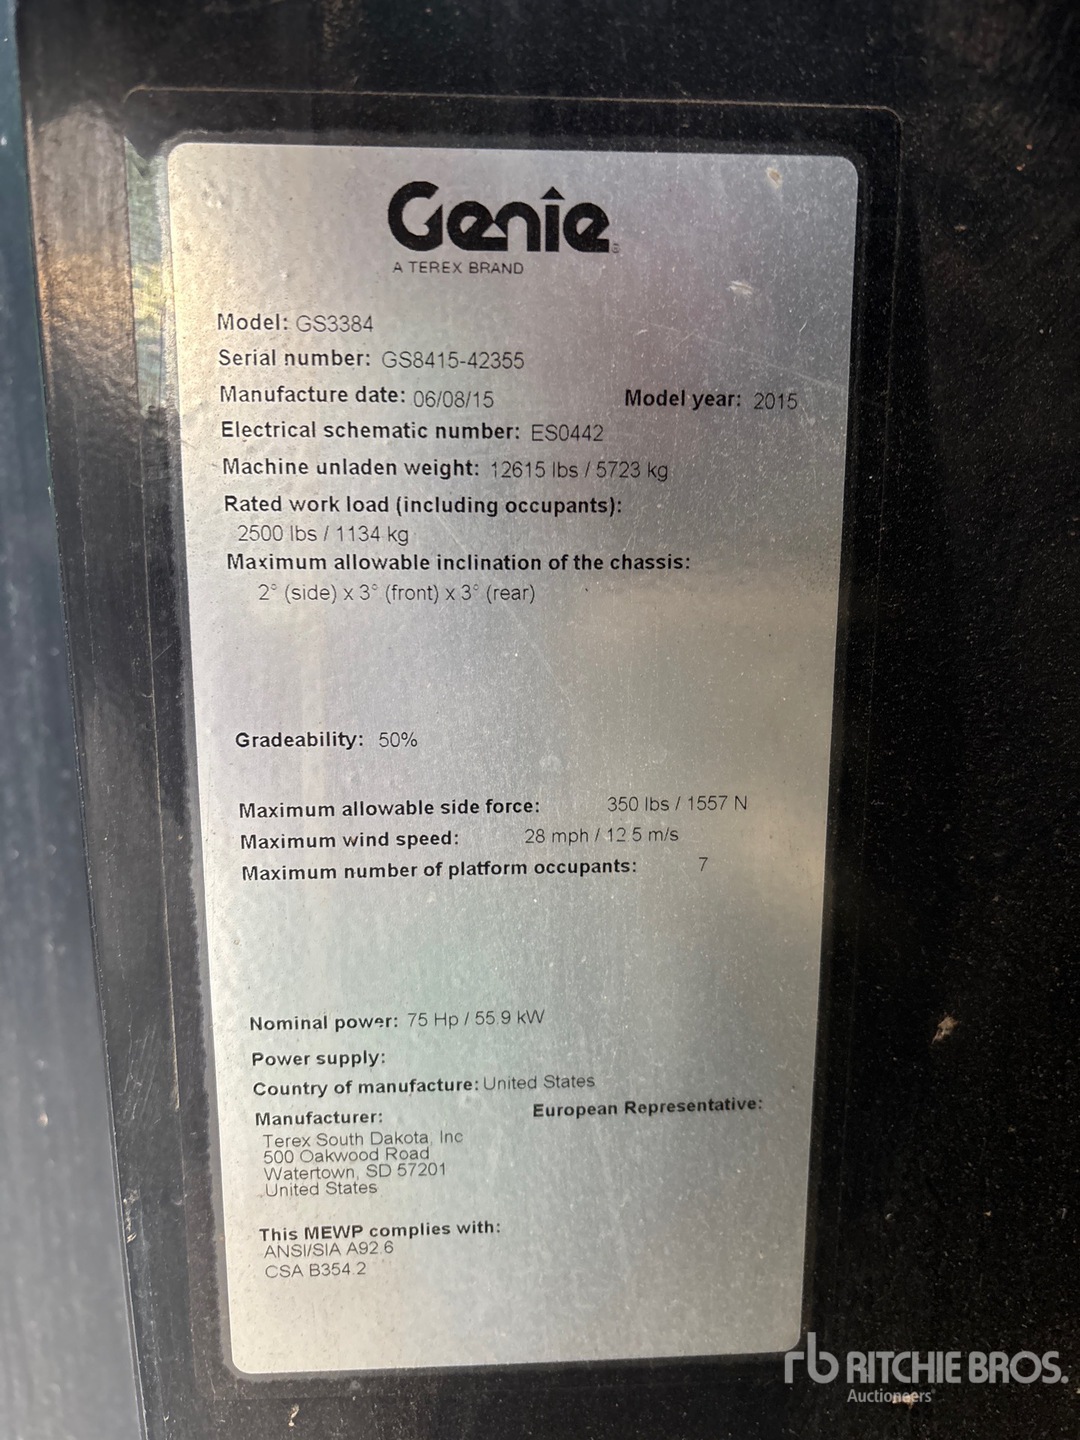 Genie
A TEREX BRAND
Model: GS3384
Serial number: GS8415-42355
Manufacture date: 06/08/15 Model year: 2015
Electrical schematic number: ES0442
Machine unladen weight: 12615 lbs / 5723 kg
Rated work load (including occupants):
2500 lbs / 1134 kg
Maximum allowable inclination of the chassis:
2° (side) x 3° (front) x 3° (rear)
Gradeability: 50%
Maximum allowable side force: 350 lbs / 1557 N
Maximum wind speed: 28 mph / 12.5 m/s
Maximum number of platform occupants: 7
Nominal power: 75 Hp / 55.9 kW
Power supply:
Country of manufacture: United States
Manufacturer: European Representative:
Terex South Dakota, Inc
500 Oakwood Road
Watertown, SD 57201
United States
This MEWP complies with:
ANSI/SIA A92.6
CSA B354.2
rb RITCHIE BROS.
Auctioneers